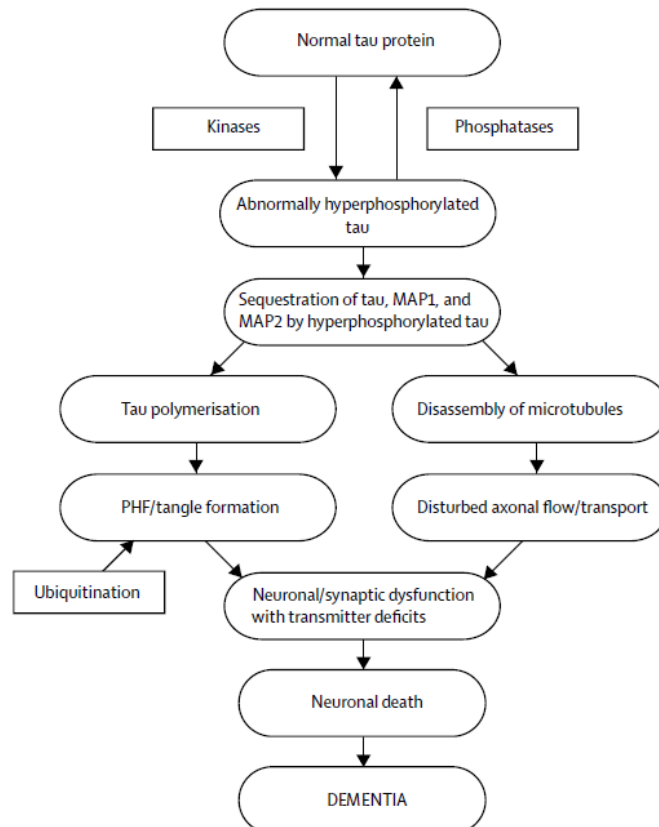 Normal tau protein
Kinases
Phosphatases
Abnormally hyperphosphorylated
tau
Sequestration of tau, MAP1, and
MAP2 by hyperphosphorylated tau
Tau polymerisation
Disassembly of microtubules
PHF/tangle formation
Disturbed axonal flow/transport
Ubiquitination
Neuronal/synaptic dysfunction
with transmitter deficits
Neuronal death
DEMENTIA